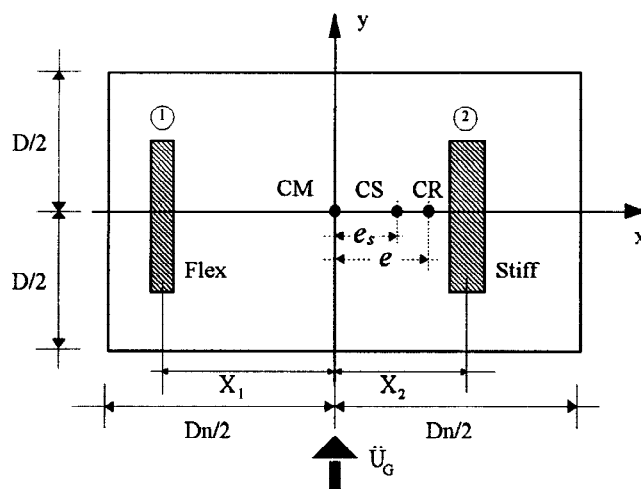 y
1
2
D/2
CM
CS
CR
x
e_s
e
Flex
Stiff
D/2
X_1
X_2
Dn/2
Dn/2
Ü_G